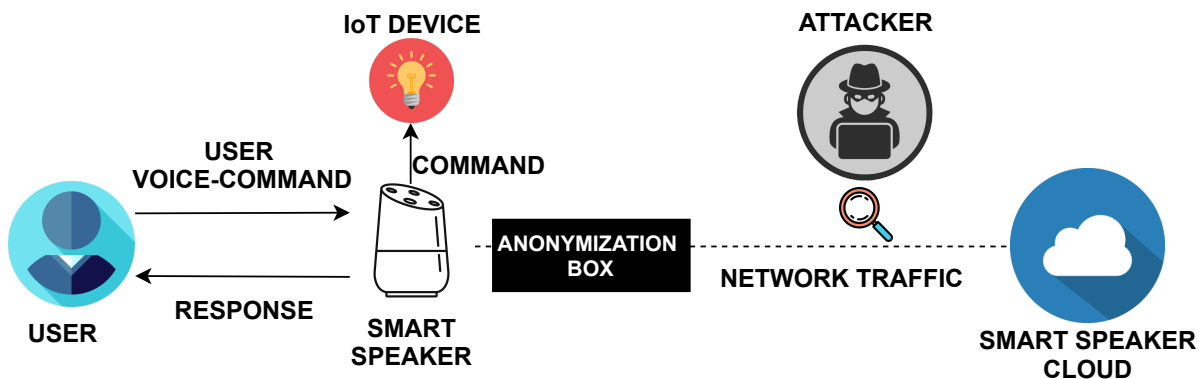 IoT DEVICE
ATTACKER
USER
VOICE-COMMAND
COMMAND
ANONYMIZATION
BOX
NETWORK TRAFFIC
RESPONSE
USER
SMART
SPEAKER
SMART SPEAKER
CLOUD